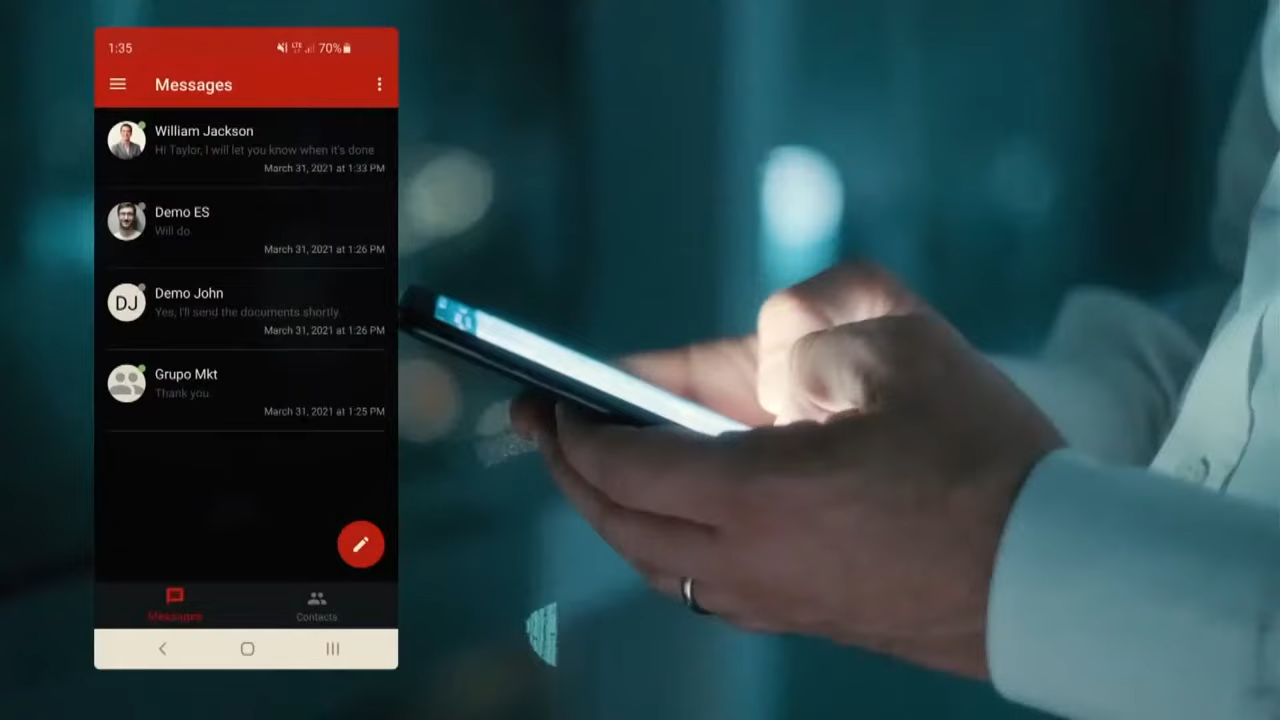 1:35
LTE
70%
Messages
William Jackson
Hi Taylor, I will let you know when it's done
March 31, 2021 at 1:33 PM
Demo ES
Will do
March 31, 2021 at 1:26 PM
DJ
Demo John
Yes, I'll send the documents shortly
March 31, 2021 at 1:26 PM
Grupo Mkt
Thank you
March 31, 2021 at 1:25 PM
Messages
Contacts